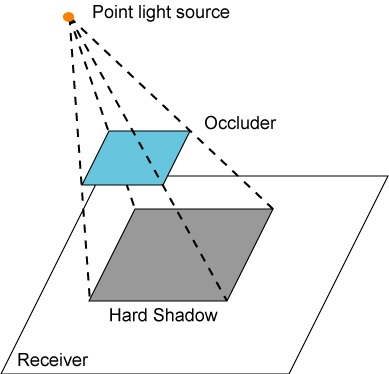 Point light source
Occluder
Hard Shadow
Receiver